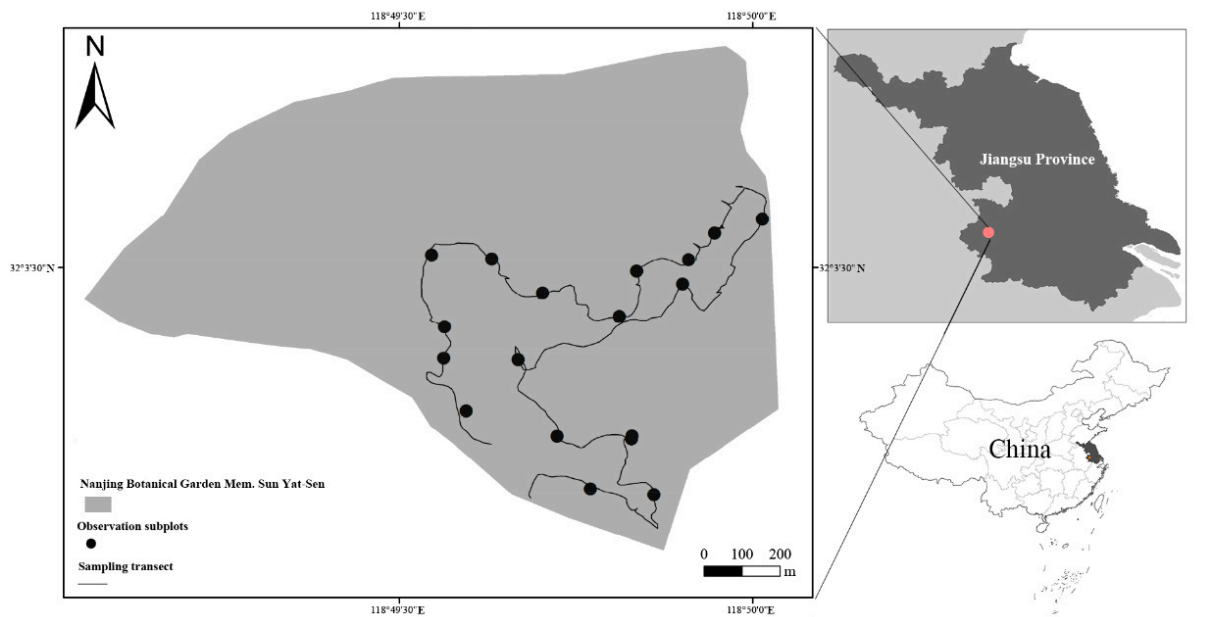 118°49'30"E 118°50'0"E
N
Jiangsu Province
32°3'30"N 32°3'30"N
China
Nanjing Botanical Garden Mem. Sun Yat-Sen
Observation subplots
Sampling transect
0 100 200
m
118°49'30"E 118°50'0"E